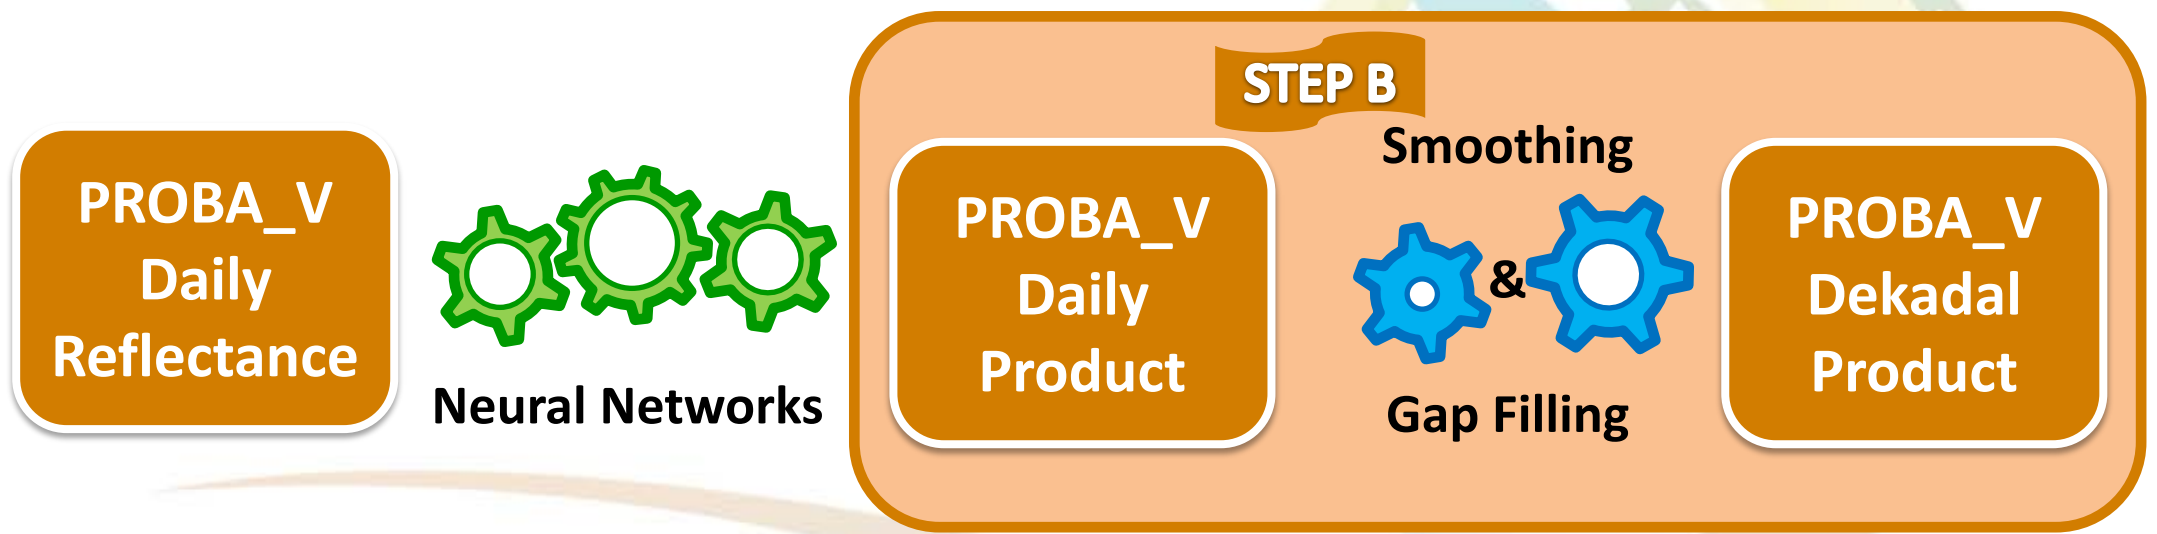 PROBA_V
Daily
Reflectance
Neural Networks
STEP B
PROBA_V
Daily
Product
Smoothing
&
Gap Filling
PROBA_V
Dekadal
Product